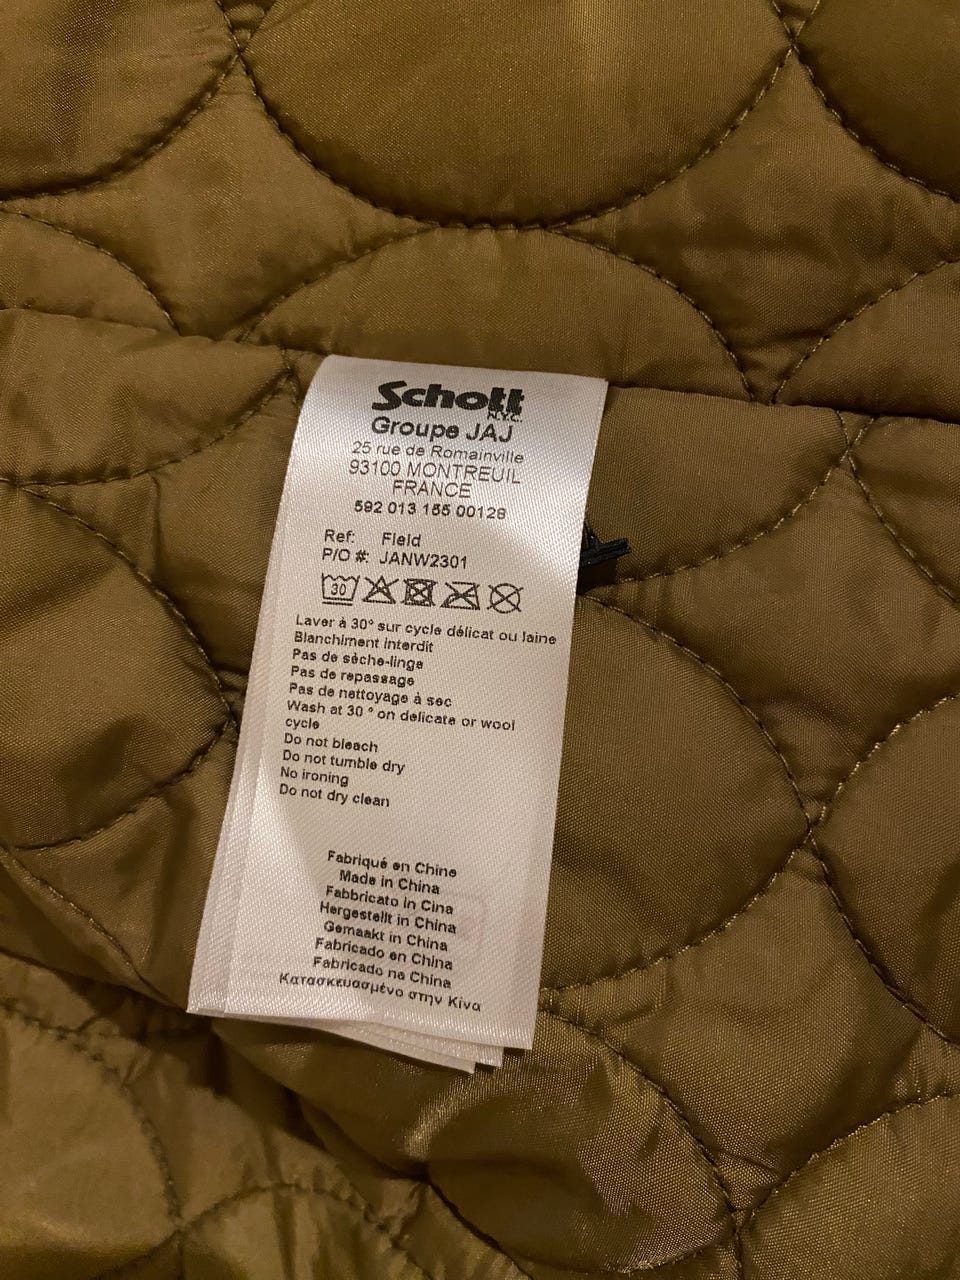 Schott
N.Y.C.
Groupe JAJ
25 rue de Romainville
93100 MONTREUIL
FRANCE
592 013 155 00128
Ref: Field
P/O #: JANW2301
30
Laver à 30° sur cycle délicat ou laine
Blanchiment interdit
Pas de sèche-linge
Pas de repassage
Pas de nettoyage à sec
Wash at 30 ° on delicate or wool
cycle
Do not bleach
Do not tumble dry
No ironing
Do not dry clean
Fabriqué en Chine
Made in China
Fabbricato in Cina
Hergestellt in China
Gemaakt in China
Fabricado en China
Fabricado na China
Κατασκευασμένο στην Κίνα